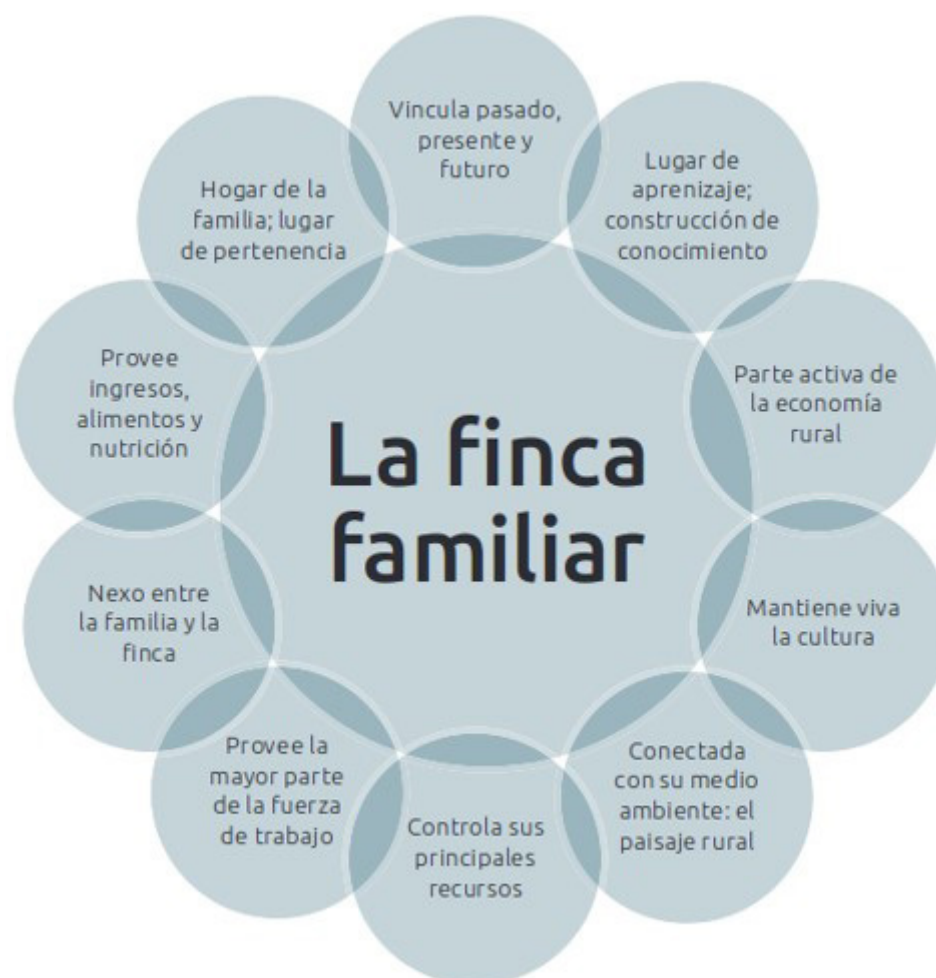 Vincula pasado,
presente y
futuro
Lugar de
aprenizaje;
construcción de
conocimiento
Parte activa de
la economía
rural
Mantiene viva
la cultura
Conectada
con su medio
ambiente: el
paisaje rural
Controla sus
principales
recursos
Provee la
mayor parte
de la fuerza
de trabajo
Nexo entre
la familia y la
finca
Provee
ingresos,
alimentos y
nutrición
Hogar de la
familia; lugar
de pertenencia
La finca
familiar